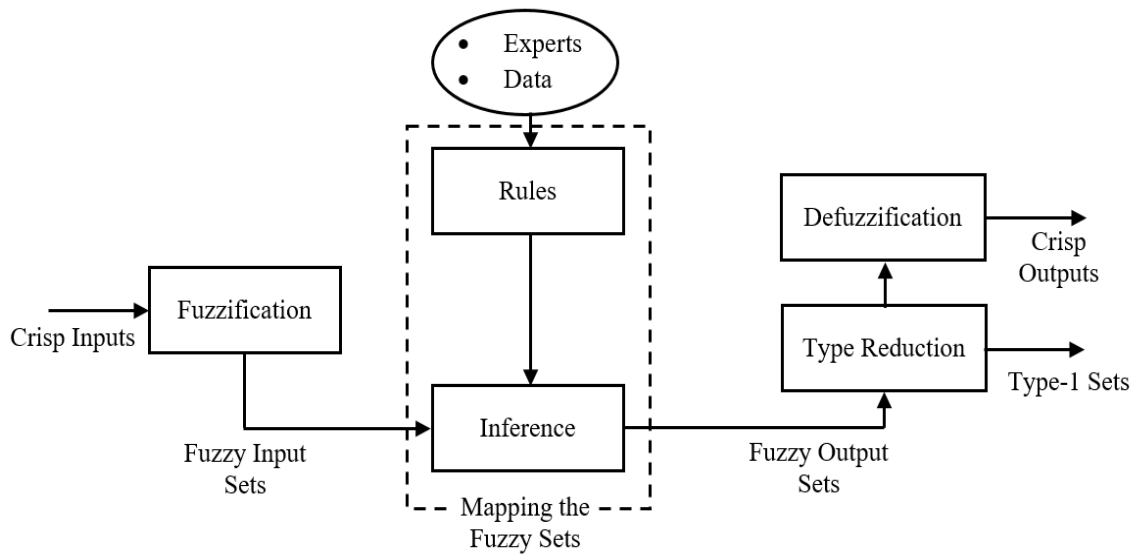 Experts
Data
Rules
Defuzzification
Crisp
Outputs
Fuzzification
Crisp Inputs
Type Reduction
Type-1 Sets
Inference
Fuzzy Input
Sets
Fuzzy Output
Sets
Mapping the
Fuzzy Sets